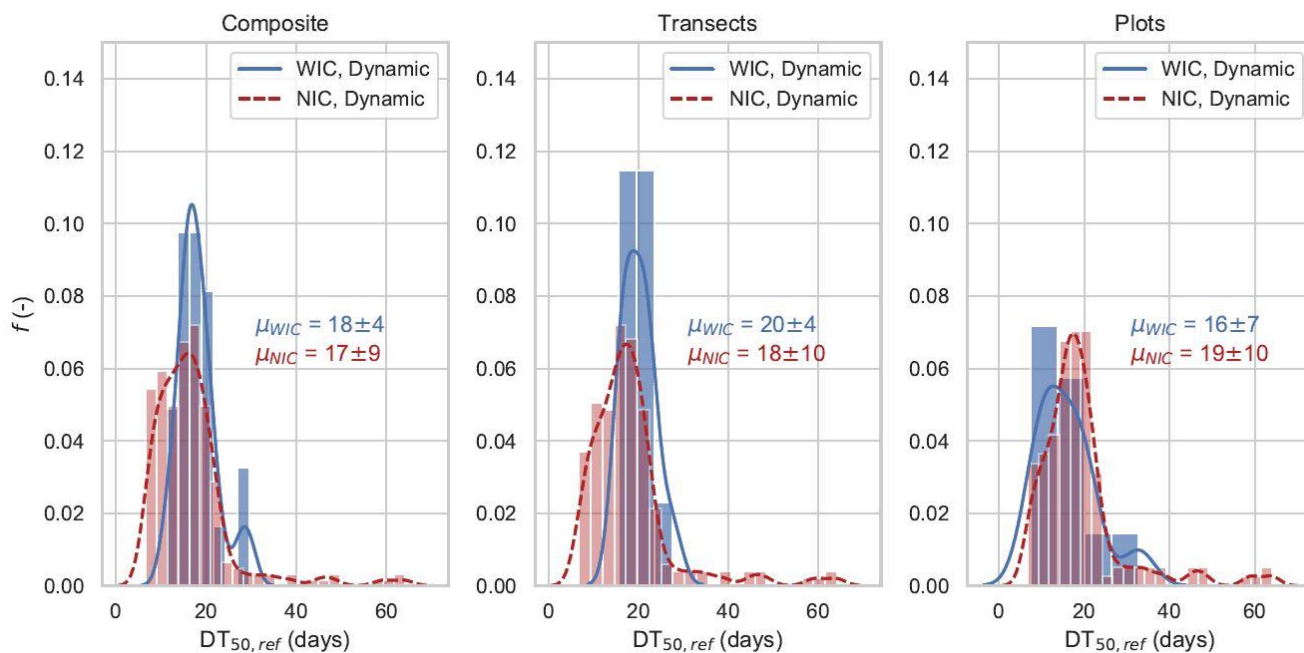 Composite
Transects
Plots
WIC, Dynamic
NIC, Dynamic
WIC, Dynamic
NIC, Dynamic
WIC, Dynamic
NIC, Dynamic
0.14
0.12
0.10
0.08
0.06
0.04
0.02
0.00
f (-)
μWIC = 18±4
μNIC = 17±9
0 20 40 60
DT50, ref (days)
0.14
0.12
0.10
0.08
0.06
0.04
0.02
0.00
μWIC = 20±4
μNIC = 18±10
0 20 40 60
DT50, ref (days)
0.14
0.12
0.10
0.08
0.06
0.04
0.02
0.00
μWIC = 16±7
μNIC = 19±10
0 20 40 60
DT50, ref (days)